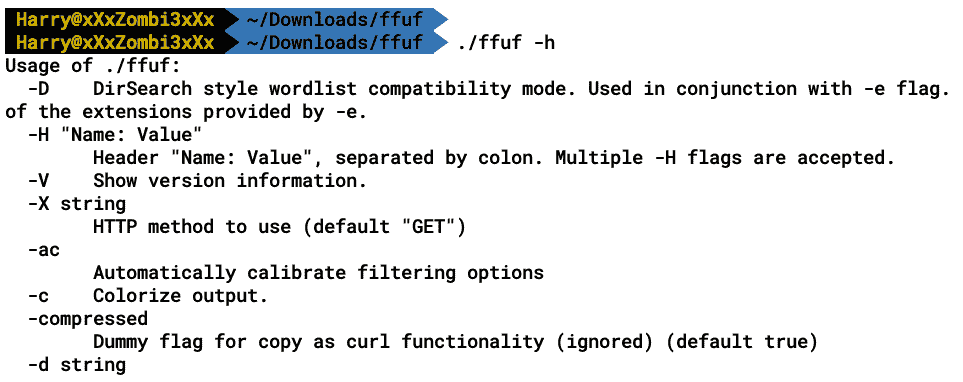 Harry@xXxZombi3xXx ~/Downloads/ffuf
Harry@xXxZombi3xXx ~/Downloads/ffuf ./ffuf -h
Usage of ./ffuf:
  -D    DirSearch style wordlist compatibility mode. Used in conjunction with -e flag.
of the extensions provided by -e.
  -H "Name: Value"
        Header "Name: Value", separated by colon. Multiple -H flags are accepted.
  -V    Show version information.
  -X string
        HTTP method to use (default "GET")
  -ac
        Automatically calibrate filtering options
  -c    Colorize output.
  -compressed
        Dummy flag for copy as curl functionality (ignored) (default true)
  -d string